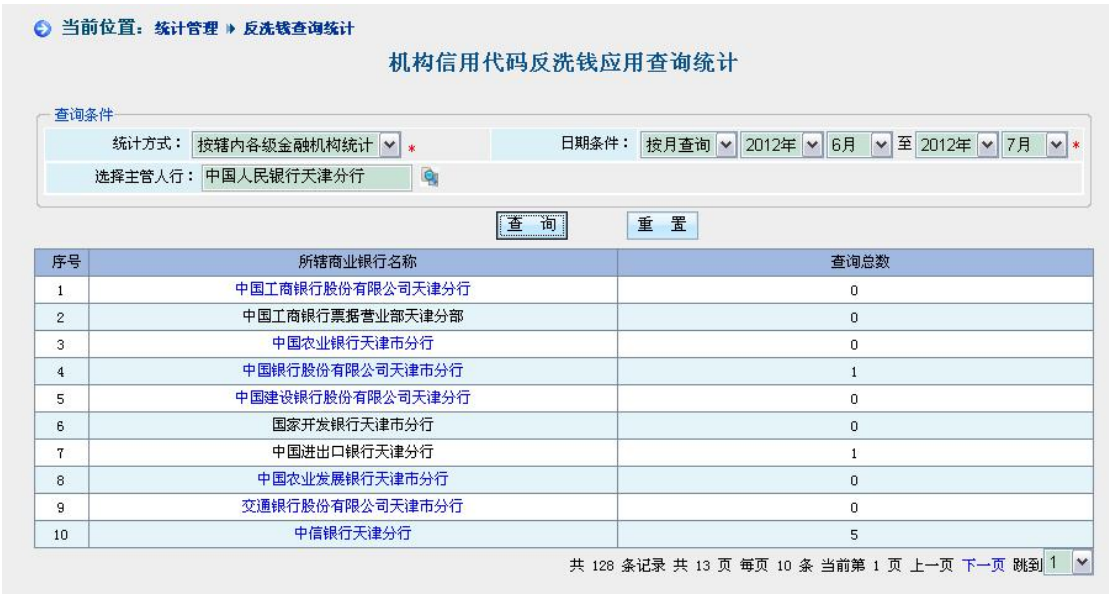 当前位置：统计管理 反洗钱查询统计
机构信用代码反洗钱应用查询统计
查询条件
统计方式： 按辖内各级金融机构统计 * 日期条件： 按月查询 2012年 6月 至 2012年 7月 *
选择主管人行： 中国人民银行天津分行
查 询 重 置
序号 所辖商业银行名称 查询总数
1 中国工商银行股份有限公司天津分行 0
2 中国工商银行票据营业部天津分部 0
3 中国农业银行天津市分行 0
4 中国银行股份有限公司天津市分行 1
5 中国建设银行股份有限公司天津分行 0
6 国家开发银行天津市分行 0
7 中国进出口银行天津分行 1
8 中国农业发展银行天津市分行 0
9 交通银行股份有限公司天津市分行 0
10 中信银行天津分行 5
共 128 条记录 共 13 页 每页 10 条 当前第 1 页 上一页 下一页 跳到 1